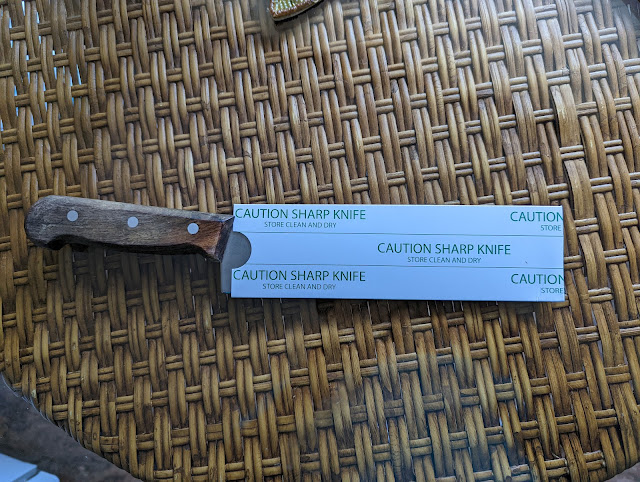 CAUTION SHARP KNIFE
STORE CLEAN AND DRY
CAUTION
STORE
CAUTION SHARP KNIFE
STORE CLEAN AND DRY
CAUTION SHARP KNIFE
STORE CLEAN AND DRY
CAUTION
STORE